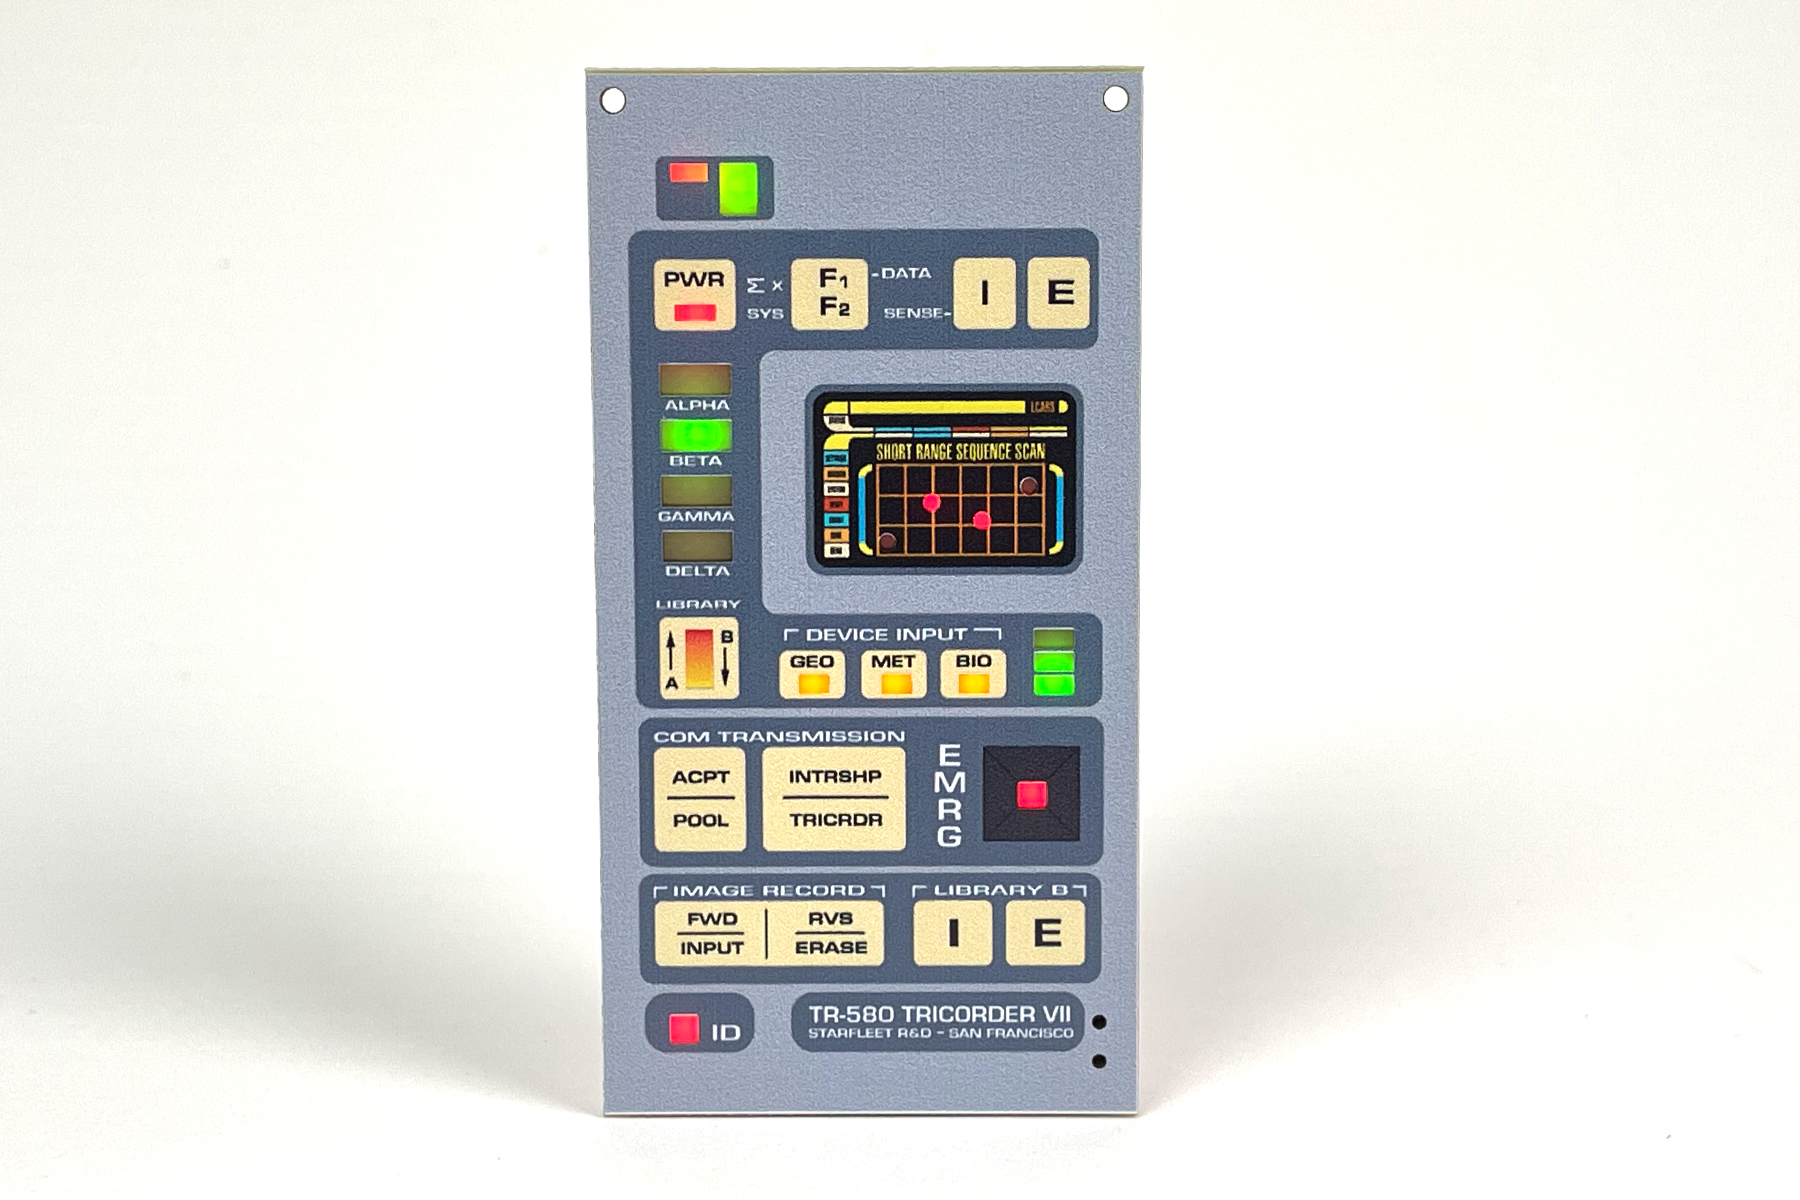 PWR
Σ x
SYS
F1
F2
-DATA
SENSE-
I
E
ALPHA
BETA
GAMMA
DELTA
LCARS
SHORT RANGE SEQUENCE SCAN
LIBRARY
B
A
DEVICE INPUT
GEO MET BIO
COM TRANSMISSION
ACPT
POOL
INTRSHP
TRICRDR
EMRG
IMAGE RECORD
FWD
INPUT
RVS
ERASE
LIBRARY B
I E
ID
TR-580 TRICORDER VII
STARFLEET R&D - SAN FRANCISCO